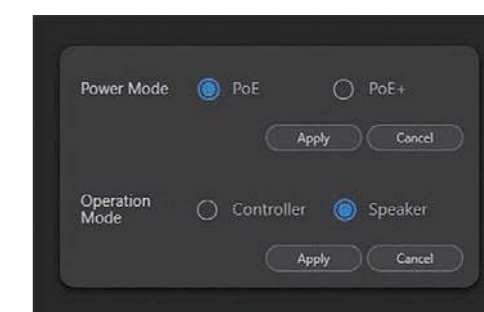 Power Mode PoE PoE+
Apply Cancel
Operation
Mode Controller Speaker
Apply Cancel